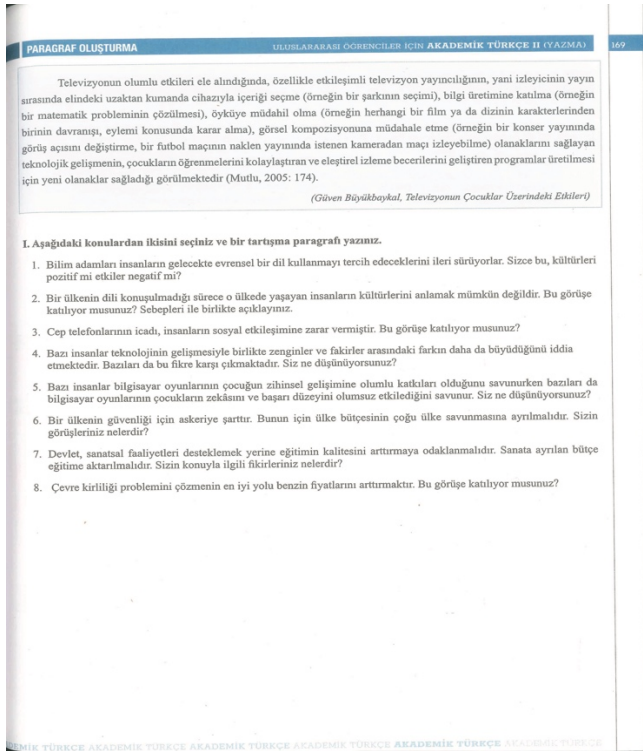 PARAGRAF OLUŞTURMA
ULUSLARARASI ÖĞRENCİLER İÇİN AKADEMİK TÜRKÇE II (YAZMA)
169
Televizyonun olumlu etkileri ele alındığında, özellikle etkileşimli televizyon yayıncılığının, yani izleyicinin yayın
sırasında elindeki uzaktan kumanda cihazıyla içeriği seçme (örneğin bir şarkının seçimi), bilgi üretimine katılma (örneğin
bir matematik probleminin çözülmesi), öyküye müdahil olma (örneğin herhangi bir film ya da dizinin karakterlerinden
birinin davranışı, eylemi konusunda karar alma), görsel kompozisyonuna müdahale etme (örneğin bir konser yayınında
görüş açısını değiştirme, bir futbol maçının naklen yayınında istenen kameradan maçı izleyebilme) olanaklarını sağlayan
teknolojik gelişmenin, çocukların öğrenmelerini kolaylaştıran ve eleştirel izleme becerilerini geliştiren programlar üretilmesi
için yeni olanaklar sağladığı görülmektedir (Mutlu, 2005: 174).
(Güven Büyükbaykal, Televizyonun Çocuklar Üzerindeki Etkileri)
I. Aşağıdaki konulardan ikisini seçiniz ve bir tartışma paragrafı yazınız.
1. Bilim adamları insanların gelecekte evrensel bir dil kullanmayı tercih edeceklerini ileri sürüyorlar. Sizce bu, kültürleri
pozitif mi etkiler negatif mi?
2. Bir ülkenin dili konuşulmadığı sürece o ülkede yaşayan insanların kültürlerini anlamak mümkün değildir. Bu görüşe
katılıyor musunuz? Sebepleri ile birlikte açıklayınız.
3. Cep telefonlarının icadı, insanların sosyal etkileşimine zarar vermiştir. Bu görüşe katılıyor musunuz?
4. Bazı insanlar teknolojinin gelişmesiyle birlikte zenginler ve fakirler arasındaki farkın daha da büyüdüğünü iddia
etmektedir. Bazıları da bu fikre karşı çıkmaktadır. Siz ne düşünüyorsunuz?
5. Bazı insanlar bilgisayar oyunlarının çocuğun zihinsel gelişimine olumlu katkıları olduğunu savunurken bazıları da
bilgisayar oyunlarının çocukların zekâsını ve başarı düzeyini olumsuz etkilediğini savunur. Siz ne düşünüyorsunuz?
6. Bir ülkenin güvenliği için askeriye şarttır. Bunun için ülke bütçesinin çoğu ülke savunmasına ayrılmalıdır. Sizin
görüşleriniz nelerdir?
7. Devlet, sanatsal faaliyetleri desteklemek yerine eğitimin kalitesini arttırmaya odaklanmalıdır. Sanata ayrılan bütçe
eğitime aktarılmalıdır. Sizin konuyla ilgili fikirleriniz nelerdir?
8. Çevre kirliliği problemini çözmenin en iyi yolu benzin fiyatlarını arttırmaktır. Bu görüşe katılıyor musunuz?
EMİK TÜRKÇE AKADEMİK TÜRKÇE AKADEMİK TÜRKÇE AKADEMİK TÜRKÇE AKADEMİK TÜRKÇE AKADEMİK TÜRKÇE